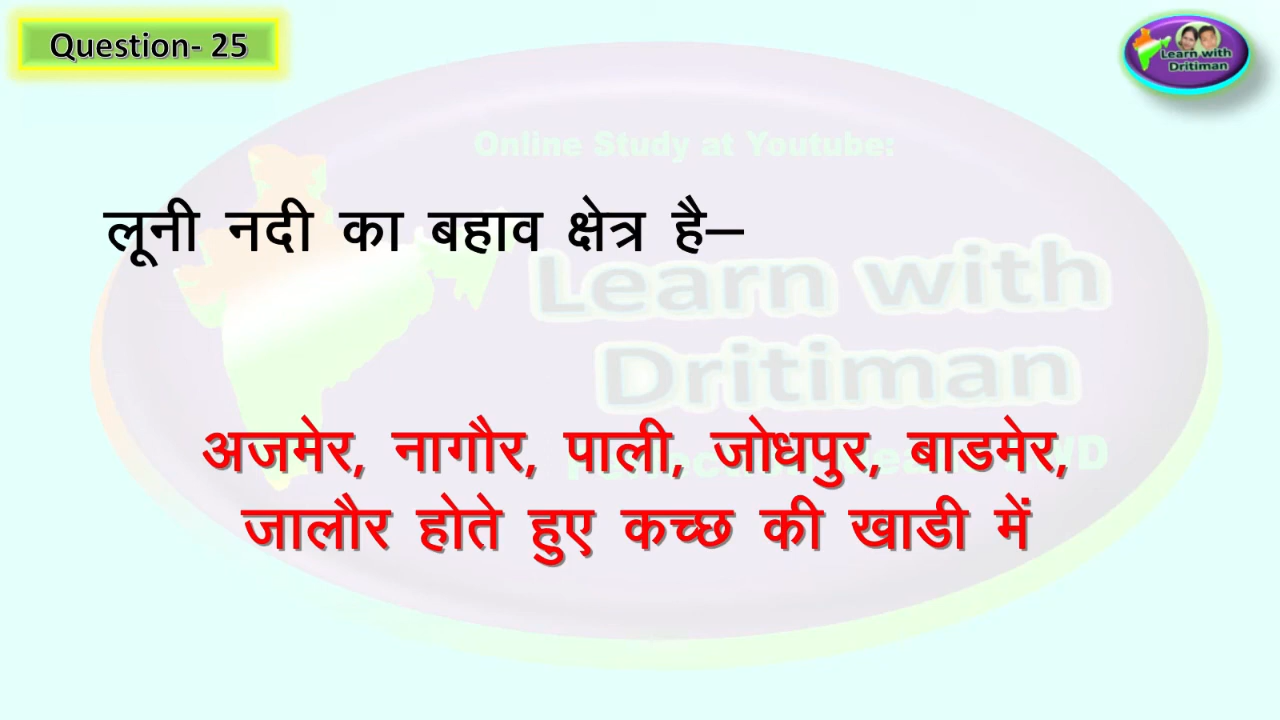 Question- 25
Learn with
Dritiman
Online Study at Youtube:
लूनी नदी का बहाव क्षेत्र है–
Learn with
Dritiman
अजमेर, नागौर, पाली, जोधपुर, बाडमेर,
जालौर होते हुए कच्छ की खाडी में